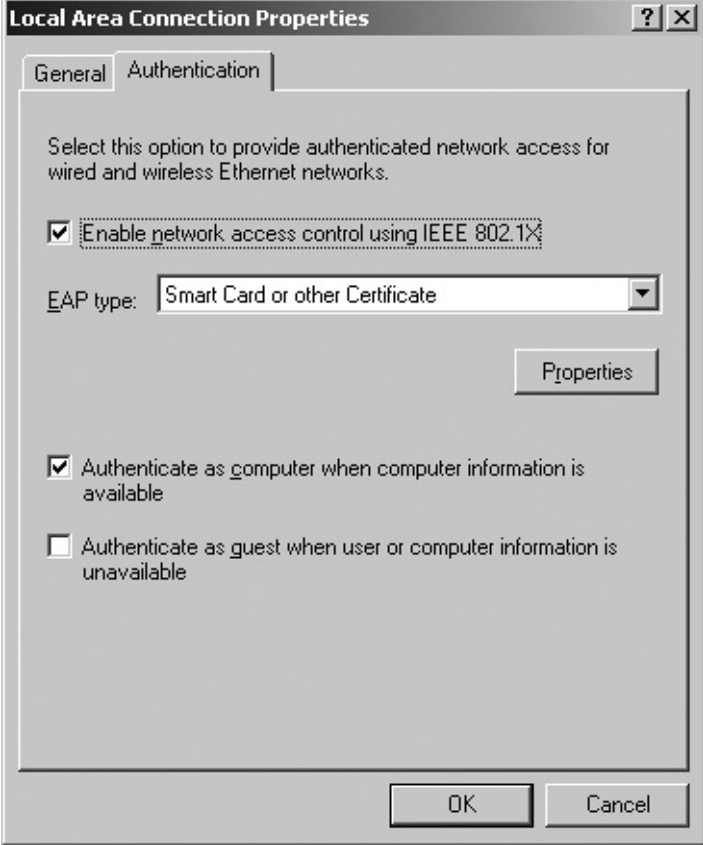 Local Area Connection Properties
General Authentication
Select this option to provide authenticated network access for
wired and wireless Ethernet networks.
Enable network access control using IEEE 802.1X
EAP type: Smart Card or other Certificate
Properties
Authenticate as computer when computer information is
available
Authenticate as guest when user or computer information is
unavailable
OK Cancel